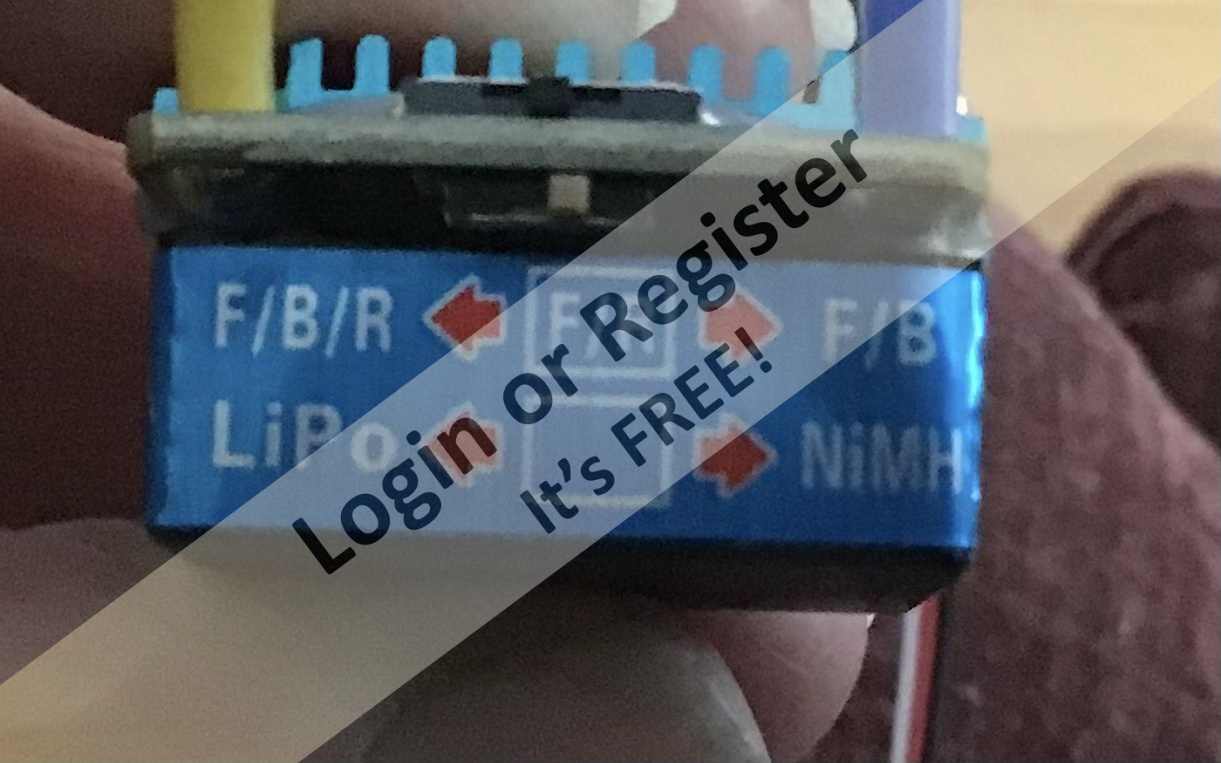 F/B/R F/R F/B
LiPo NiMH
Login or Register
It's FREE!